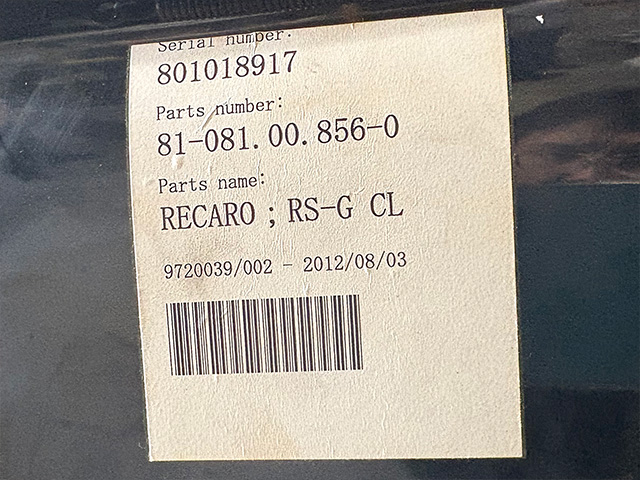 Serial number:
801018917
Parts number:
81-081.00.856-0
Parts name:
RECARO ; RS-G CL
9720039/002 - 2012/08/03